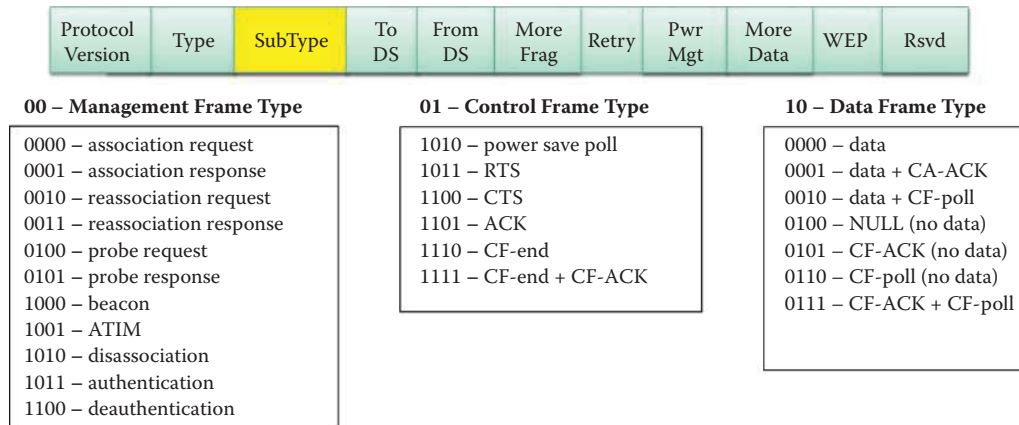 Protocol Version Type SubType To DS From DS More Frag Retry Pwr Mgt More Data WEP Rsvd
00 – Management Frame Type
0000 – association request
0001 – association response
0010 – reassociation request
0011 – reassociation response
0100 – probe request
0101 – probe response
1000 – beacon
1001 – ATIM
1010 – disassociation
1011 – authentication
1100 – deauthentication
01 – Control Frame Type
1010 – power save poll
1011 – RTS
1100 – CTS
1101 – ACK
1110 – CF-end
1111 – CF-end + CF-ACK
10 – Data Frame Type
0000 – data
0001 – data + CA-ACK
0010 – data + CF-poll
0100 – NULL (no data)
0101 – CF-ACK (no data)
0110 – CF-poll (no data)
0111 – CF-ACK + CF-poll